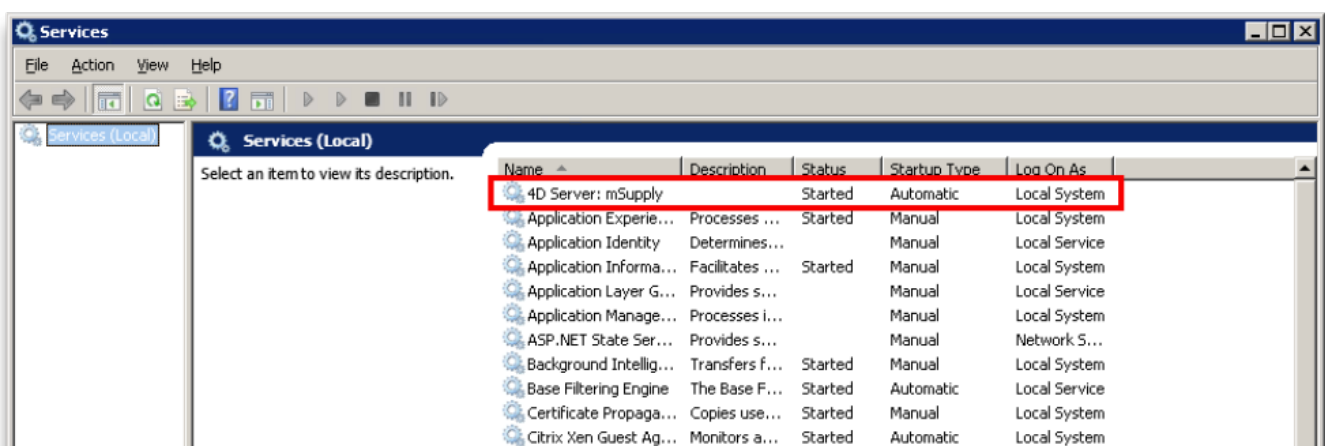 Services
File Action View Help
Services (Local)
Services (Local)
Select an item to view its description.
Name Description Status Startup Type Log On As
4D Server: mSupply Started Automatic Local System
Application Experie... Processes ... Started Manual Local System
Application Identity Determines... Manual Local Service
Application Informa... Facilitates ... Started Manual Local System
Application Layer G... Provides s... Manual Local Service
Application Manage... Processes i... Manual Local System
ASP.NET State Ser... Provides s... Manual Network S...
Background Intellig... Transfers f... Started Manual Local System
Base Filtering Engine The Base F... Started Automatic Local Service
Certificate Propaga... Copies use... Started Manual Local System
Citrix Xen Guest Ag... Monitors a... Started Automatic Local System